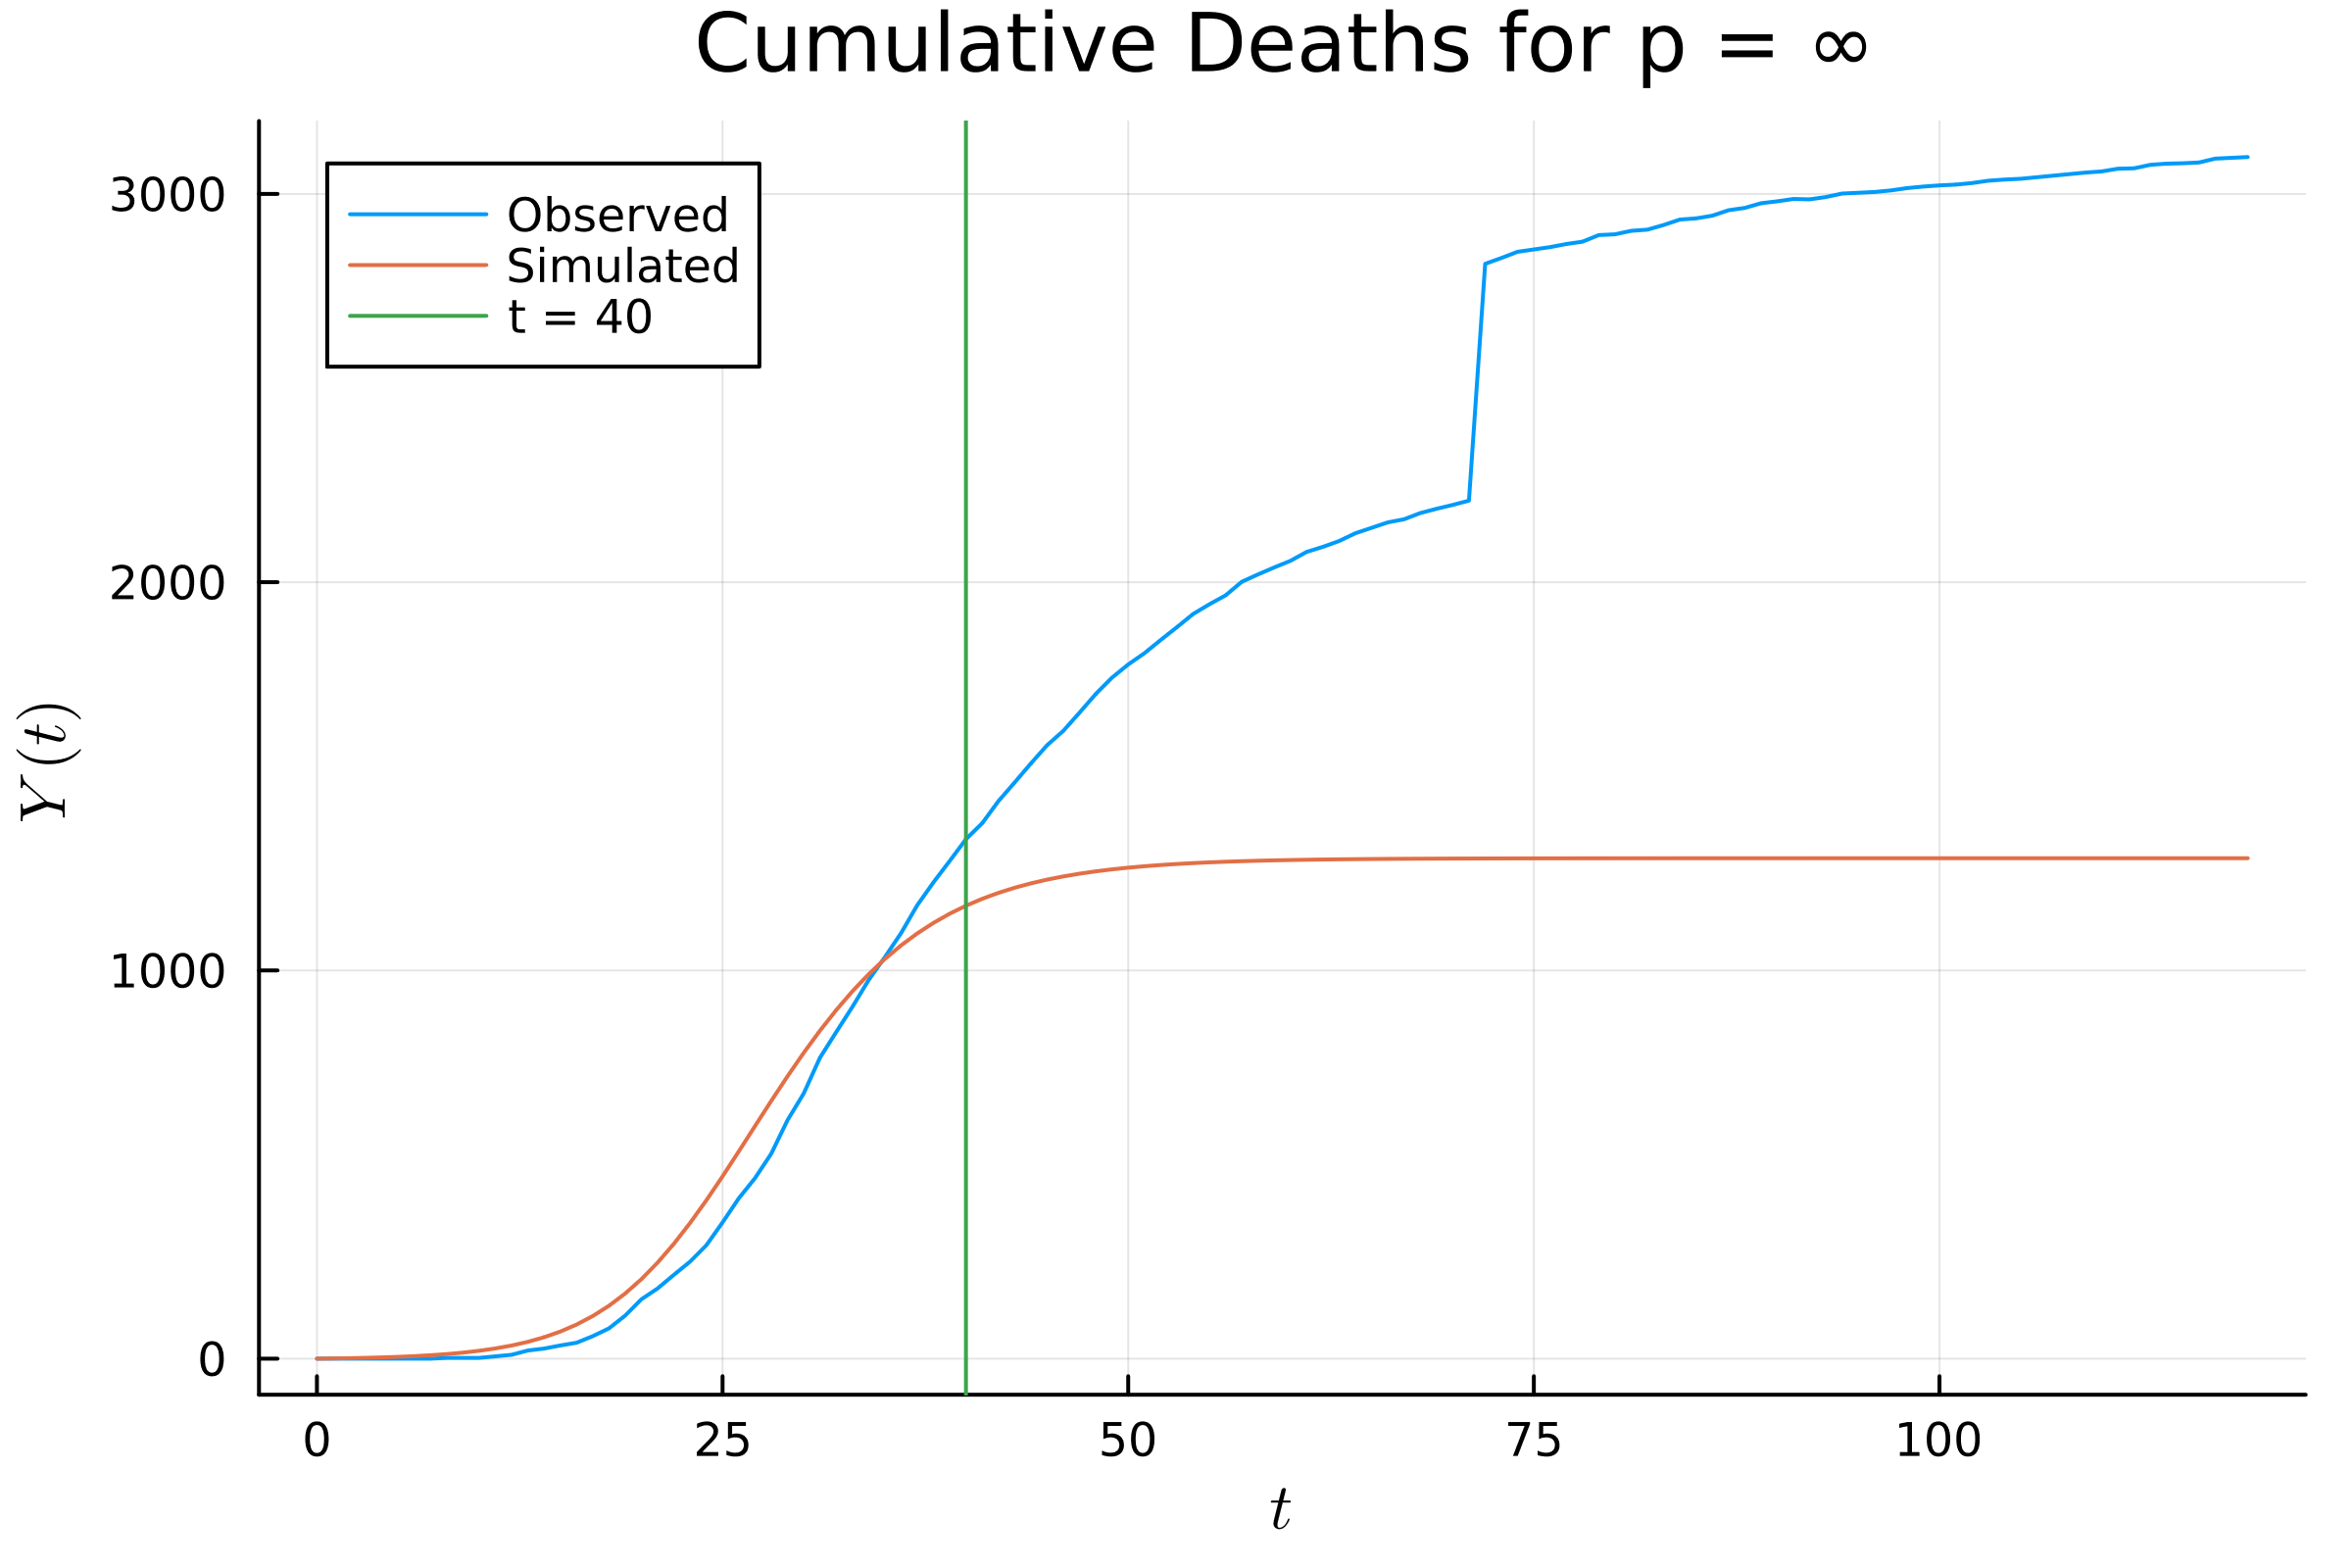 Cumulative Deaths for p = ∞
Observed
Simulated
t = 40
3000
2000
1000
0
Y(t)
0 25 50 75 100
t